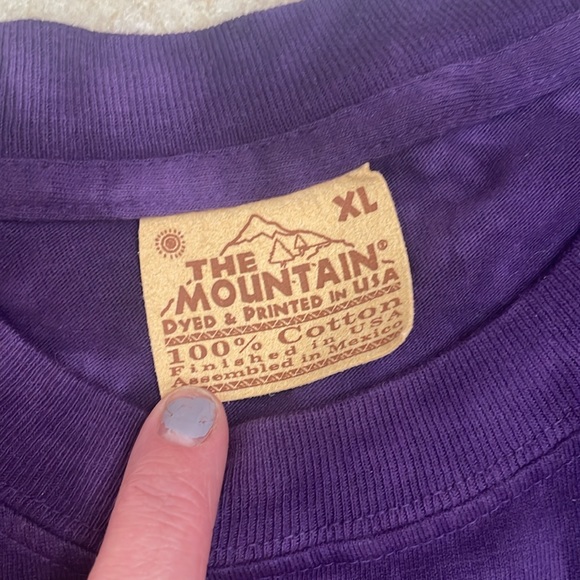 XL
THE
MOUNTAIN®
DYED & PRINTED IN USA
100% Cotton
Finished in USA
Assembled in Mexico